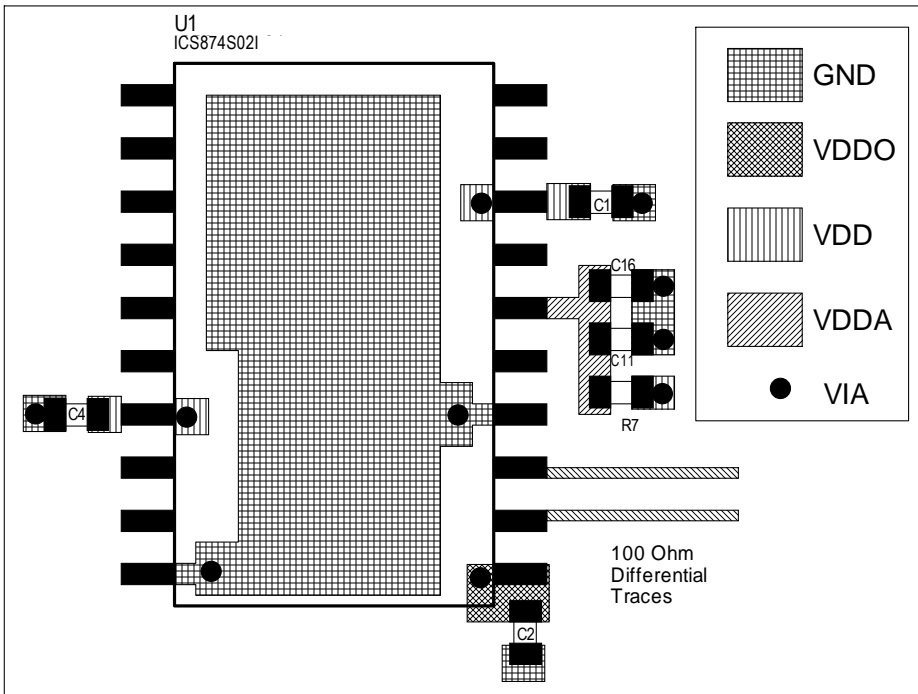 U1
ICS874S02I
GND
VDDO
VDD
VDDA
VIA
C1
C16
C11
R7
C4
100 Ohm
Differential
Traces
C2